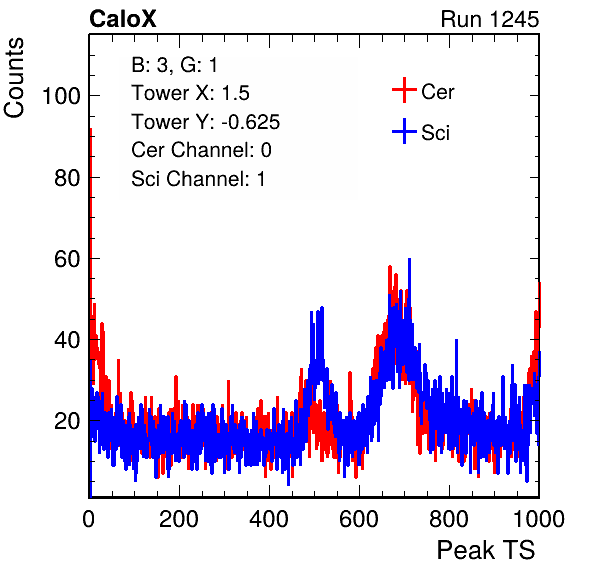 CaloX Run 1245
B: 3, G: 1
Tower X: 1.5
Tower Y: -0.625
Cer Channel: 0
Sci Channel: 1
Cer
Sci
Counts
100
80
60
40
20
0 200 400 600 800 1000
Peak TS